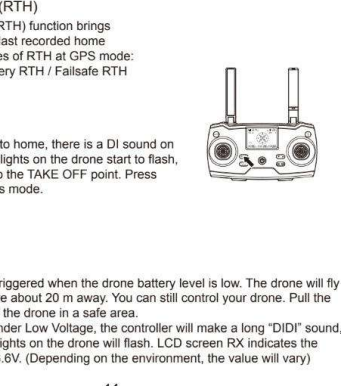 (RTH)
RTH) function brings
last recorded home
es of RTH at GPS mode:
ery RTH / Failsafe RTH
to home, there is a DI sound on
lights on the drone start to flash,
o the TAKE OFF point. Press
s mode.
riggered when the drone battery level is low. The drone will fly
e about 20 m away. You can still control your drone. Pull the
the drone in a safe area.
nder Low Voltage, the controller will make a long “DIDI” sound,
ights on the drone will flash. LCD screen RX indicates the
.6V. (Depending on the environment, the value will vary)